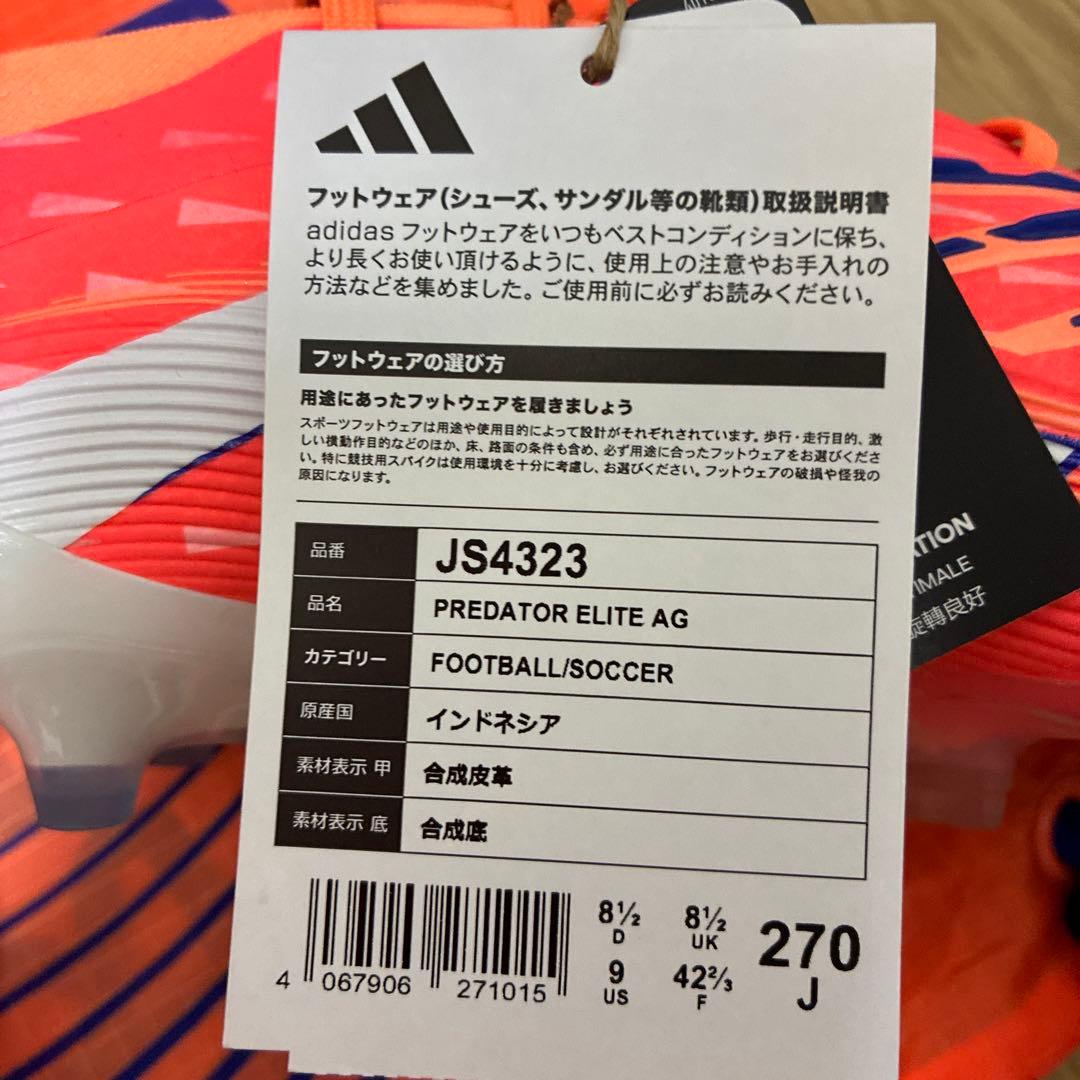 フットウェア(シューズ、サンダル等の靴類)取扱説明書
adidas フットウェアをいつもベストコンディションに保ち、
より長くお使い頂けるように、使用上の注意やお手入れの
方法などを集めました。ご使用前に必ずお読みください。
フットウェアの選び方
用途にあったフットウェアを履きましょう
スポーツフットウェアは用途や使用目的によって設計がそれぞれされています。歩行・走行目的、激
しい横動作目的などのほか、床、路面の条件も含め、必ず用途に合ったフットウェアをお選びくださ
い。特に競技用スパイクは使用環境を十分に考慮し、お選びください。フットウェアの破損や怪我の
原因になります。
品番 JS4323
品名 PREDATOR ELITE AG
カテゴリー FOOTBALL/SOCCER
原産国 インドネシア
素材表示 甲 合成皮革
素材表示 底 合成底
8½ D 8½ UK 270 J
9 US 42⅔ F
4 067906 271015
ATION
TIMALE
旋轉良好